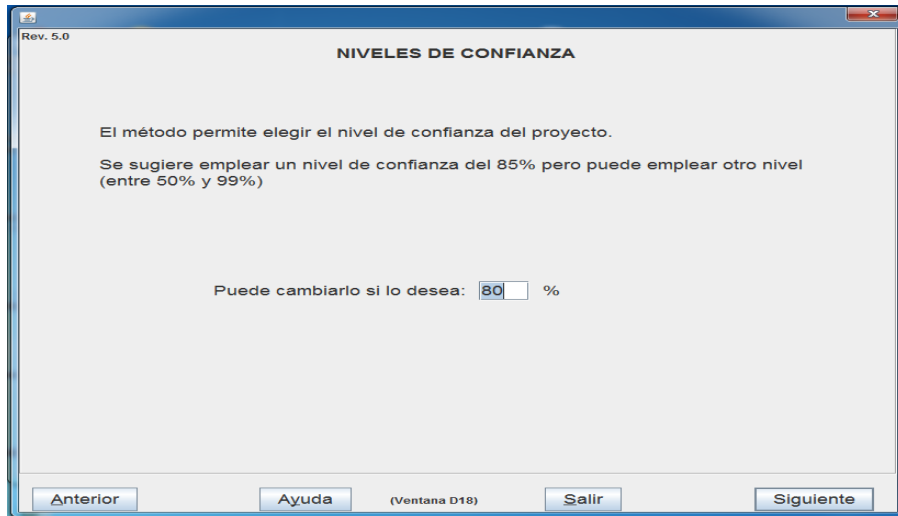 Rev. 5.0
NIVELES DE CONFIANZA
El método permite elegir el nivel de confianza del proyecto.
Se sugiere emplear un nivel de confianza del 85% pero puede emplear otro nivel
(entre 50% y 99%)
Puede cambiarlo si lo desea: 80 %
Anterior Ayuda (Ventana D18) Salir Siguiente